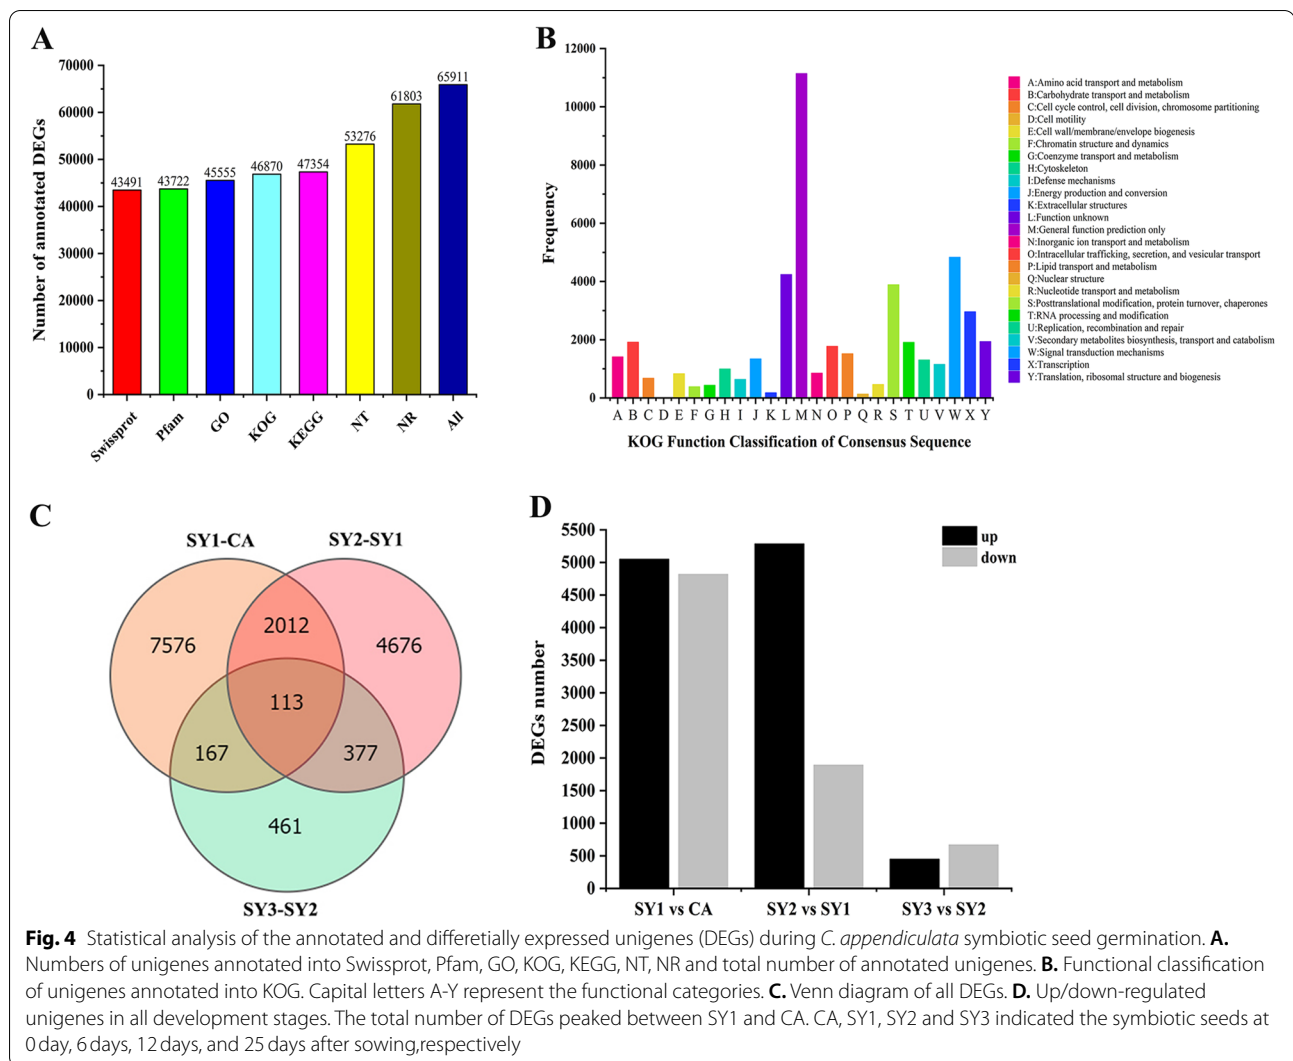 A
Number of annotated DEGs
70000
60000
50000
40000
30000
20000
10000
0
43491
43722
45555
46870
47354
53276
61803
65911
Swissprot
Pfam
GO
KOG
KEGG
NT
NR
All
B
Frequency
12000
10000
8000
6000
4000
2000
0
A B C D E F G H I J K L M N O P Q R S T U V W X Y
KOG Function Classification of Consensus Sequence
A:Amino acid transport and metabolism
B:Carbohydrate transport and metabolism
C:Cell cycle control, cell division, chromosome partitioning
D:Cell motility
E:Cell wall/membrane/envelope biogenesis
F:Chromatin structure and dynamics
G:Coenzyme transport and metabolism
H:Cytoskeleton
I:Defense mechanisms
J:Energy production and conversion
K:Extracellular structures
L:Function unknown
M:General function prediction only
N:Inorganic ion transport and metabolism
O:Intracellular trafficking, secretion, and vesicular transport
P:Lipid transport and metabolism
Q:Nuclear structure
R:Nucleotide transport and metabolism
S:Posttranslational modification, protein turnover, chaperones
T:RNA processing and modification
U:Replication, recombination and repair
V:Secondary metabolites biosynthesis, transport and catabolism
W:Signal transduction mechanisms
X:Transcription
Y:Translation, ribosomal structure and biogenesis
C
SY1-CA
SY2-SY1
7576
2012
4676
113
167
377
461
SY3-SY2
D
DEGs number
5500
5000
4500
4000
3500
3000
2500
2000
1500
1000
500
0
up
down
SY1 vs CA
SY2 vs SY1
SY3 vs SY2
Fig. 4 Statistical analysis of the annotated and differetially expressed unigenes (DEGs) during C. appendiculata symbiotic seed germination. A.
Numbers of unigenes annotated into Swissprot, Pfam, GO, KOG, KEGG, NT, NR and total number of annotated unigenes. B. Functional classification
of unigenes annotated into KOG. Capital letters A-Y represent the functional categories. C. Venn diagram of all DEGs. D. Up/down-regulated
unigenes in all development stages. The total number of DEGs peaked between SY1 and CA. CA, SY1, SY2 and SY3 indicated the symbiotic seeds at
0 day, 6 days, 12 days, and 25 days after sowing,respectively